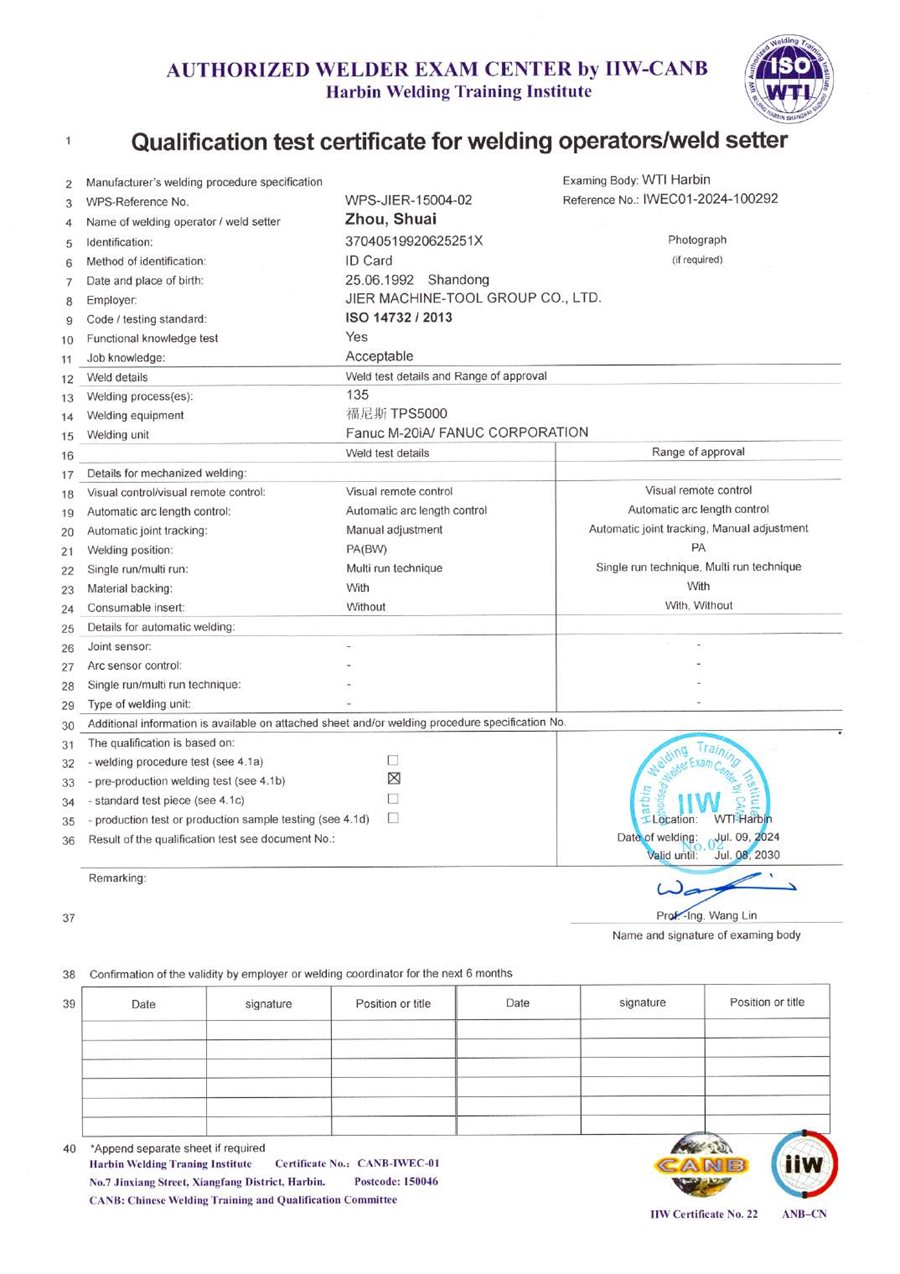 AUTHORIZED WELDER EXAM CENTER by IIW-CANB
Harbin Welding Training Institute
ISO
WTI
1 Qualification test certificate for welding operators/weld setter
2 Manufacturer's welding procedure specification Examing Body: WTI Harbin
3 WPS-Reference No. WPS-JIER-15004-02 Reference No.: IWEC01-2024-100292
4 Name of welding operator / weld setter Zhou, Shuai
5 Identification: 37040519920625251X Photograph
6 Method of identification: ID Card (if required)
7 Date and place of birth: 25.06.1992 Shandong
8 Employer: JIER MACHINE-TOOL GROUP CO., LTD.
9 Code / testing standard: ISO 14732 / 2013
10 Functional knowledge test Yes
11 Job knowledge: Acceptable
12 Weld details Weld test details and Range of approval
13 Welding process(es): 135
14 Welding equipment 福尼斯 TPS5000
15 Welding unit Fanuc M-20iA/ FANUC CORPORATION
16 Weld test details Range of approval
17 Details for mechanized welding:
18 Visual control/visual remote control: Visual remote control Visual remote control
19 Automatic arc length control: Automatic arc length control Automatic arc length control
20 Automatic joint tracking: Manual adjustment Automatic joint tracking, Manual adjustment
21 Welding position: PA(BW) PA
22 Single run/multi run: Multi run technique Single run technique, Multi run technique
23 Material backing: With With
24 Consumable insert: Without With, Without
25 Details for automatic welding:
26 Joint sensor: - -
27 Arc sensor control: - -
28 Single run/multi run technique: - -
29 Type of welding unit: - -
30 Additional information is available on attached sheet and/or welding procedure specification No.
31 The qualification is based on:
32 - welding procedure test (see 4.1a) ☐
33 - pre-production welding test (see 4.1b) ☒
34 - standard test piece (see 4.1c) ☐
35 - production test or production sample testing (see 4.1d) ☐
Harbin Welding Training Institute
Authorised Welder Exam Center by CANB
IIW
No.02
Location: WTI-Harbin
36 Result of the qualification test see document No.: Date of welding: Jul. 09, 2024
Valid until: Jul. 08, 2030
Remarking:
37 Prof.-Ing. Wang Lin
Name and signature of examing body
38 Confirmation of the validity by employer or welding coordinator for the next 6 months
39 Date signature Position or title Date signature Position or title
40 *Append separate sheet if required
Harbin Welding Traning Institute Certificate No.: CANB-IWEC-01
No.7 Jinxiang Street, Xiangfang District, Harbin. Postcode: 150046
CANB: Chinese Welding Training and Qualification Committee
CANB
iiw
IIW Certificate No. 22 ANB-CN